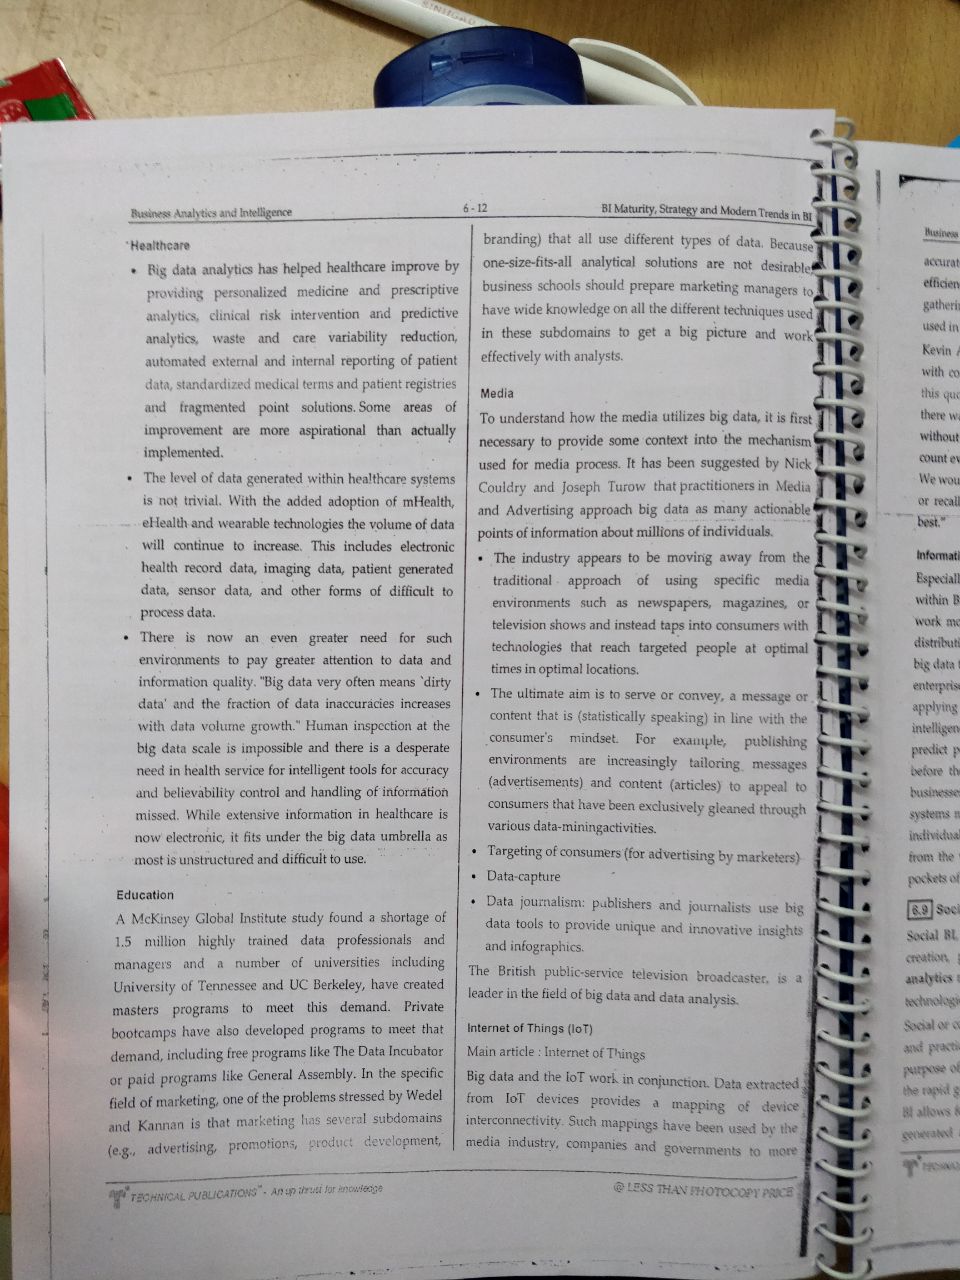 SINHGAD
Business Analytics and Intelligence
6 - 12
BI Maturity, Strategy and Modern Trends in BI
Healthcare
• Big data analytics has helped healthcare improve by
providing personalized medicine and prescriptive
analytics, clinical risk intervention and predictive
analytics, waste and care variability reduction,
automated external and internal reporting of patient
data, standardized medical terms and patient registries
and fragmented point solutions. Some areas of
improvement are more aspirational than actually
implemented.
• The level of data generated within healthcare systems
is not trivial. With the added adoption of mHealth,
eHealth and wearable technologies the volume of data
will continue to increase. This includes electronic
health record data, imaging data, patient generated
data, sensor data, and other forms of difficult to
process data.
• There is now an even greater need for such
environments to pay greater attention to data and
information quality. "Big data very often means `dirty
data' and the fraction of data inaccuracies increases
with data volume growth." Human inspection at the
big data scale is impossible and there is a desperate
need in health service for intelligent tools for accuracy
and believability control and handling of information
missed. While extensive information in healthcare is
now electronic, it fits under the big data umbrella as
most is unstructured and difficult to use.
Education
A McKinsey Global Institute study found a shortage of
1.5 million highly trained data professionals and
managers and a number of universities including
University of Tennessee and UC Berkeley, have created
masters programs to meet this demand. Private
bootcamps have also developed programs to meet that
demand, including free programs like The Data Incubator
or paid programs like General Assembly. In the specific
field of marketing, one of the problems stressed by Wedel
and Kannan is that marketing has several subdomains
(e.g., advertising, promotions, product development,
branding) that all use different types of data. Because
one-size-fits-all analytical solutions are not desirable,
business schools should prepare marketing managers to
have wide knowledge on all the different techniques used
in these subdomains to get a big picture and work
effectively with analysts.
Media
To understand how the media utilizes big data, it is first
necessary to provide some context into the mechanism
used for media process. It has been suggested by Nick
Couldry and Joseph Turow that practitioners in Media
and Advertising approach big data as many actionable
points of information about millions of individuals.
• The industry appears to be moving away from the
traditional approach of using specific media
environments such as newspapers, magazines, or
television shows and instead taps into consumers with
technologies that reach targeted people at optimal
times in optimal locations.
• The ultimate aim is to serve or convey, a message or
content that is (statistically speaking) in line with the
consumer's mindset. For example, publishing
environments are increasingly tailoring messages
(advertisements) and content (articles) to appeal to
consumers that have been exclusively gleaned through
various data-miningactivities.
• Targeting of consumers (for advertising by marketers)
• Data-capture
• Data journalism: publishers and journalists use big
data tools to provide unique and innovative insights
and infographics.
The British public-service television broadcaster, is a
leader in the field of big data and data analysis.
Internet of Things (IoT)
Main article : Internet of Things
Big data and the IoT work in conjunction. Data extracted
from IoT devices provides a mapping of device
interconnectivity. Such mappings have been used by the
media industry, companies and governments to more
TECHNICAL PUBLICATIONS™ - An up thrust for knowledge
@ LESS THAN PHOTOCOPY PRICE
Business
accurat
efficien
gatheri
used in
Kevin
with co
this quo
there wa
without
count ev
We wou
or recall
best."
Informati
Especiall
within B
work mo
distributi
big data
enterpris
applying
intelligen
predict p
before th
businesse
systems
individua
from the
pockets of
6.9 Soci
Social BI,
creation,
analytics
technologi
Social or co
and practi
purpose of
the rapid g
BI allows
generated